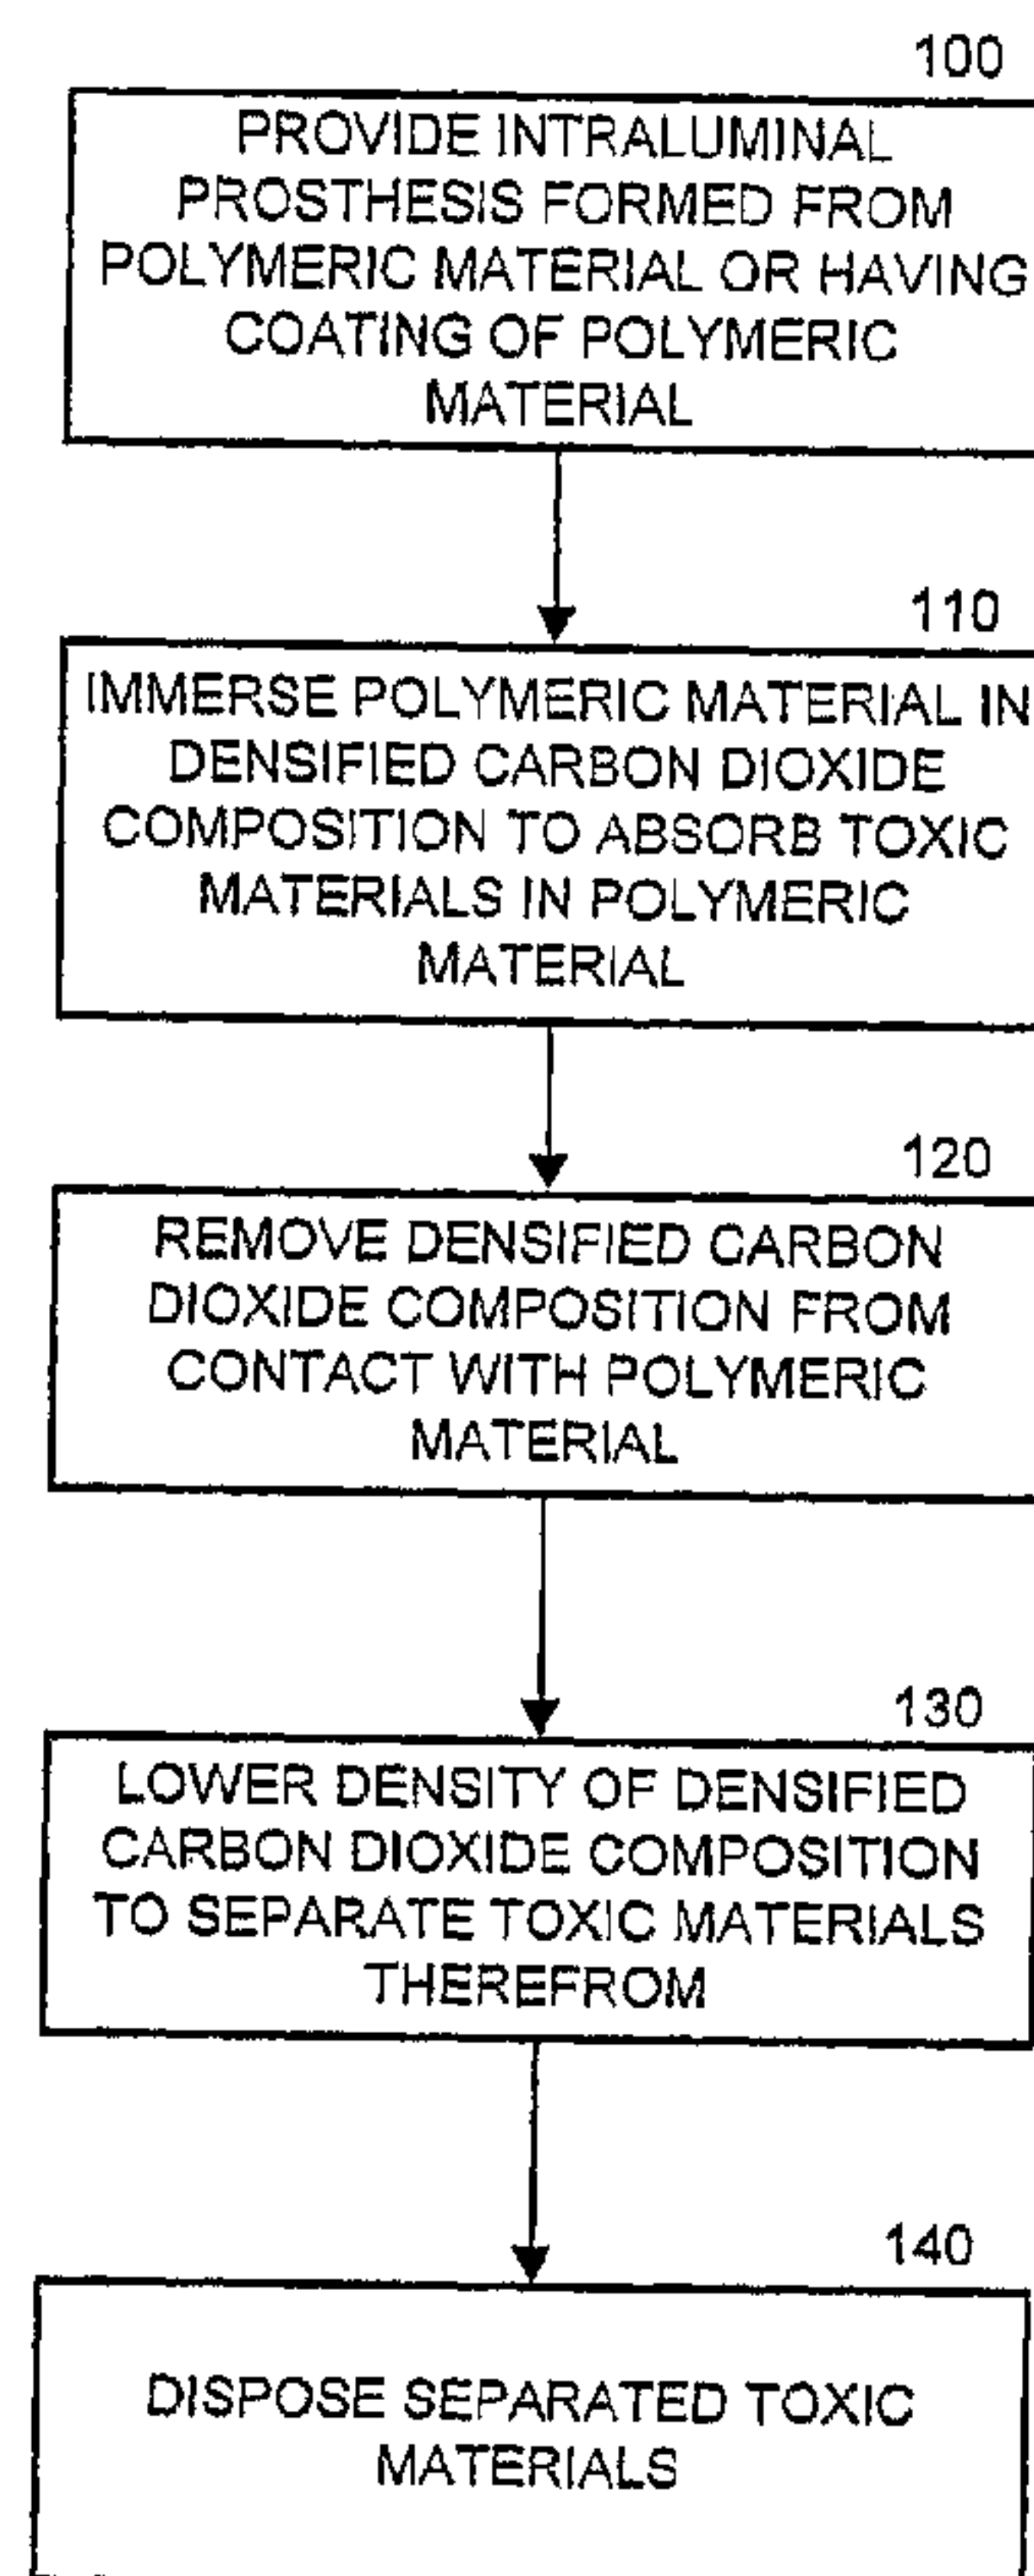 100
PROVIDE INTRALUMINAL
PROSTHESIS FORMED FROM
POLYMERIC MATERIAL OR HAVING
COATING OF POLYMERIC
MATERIAL
110
IMMERSE POLYMERIC MATERIAL IN
DENSIFIED CARBON DIOXIDE
COMPOSITION TO ABSORB TOXIC
MATERIALS IN POLYMERIC
MATERIAL
120
REMOVE DENSIFIED CARBON
DIOXIDE COMPOSITION FROM
CONTACT WITH POLYMERIC
MATERIAL
130
LOWER DENSITY OF DENSIFIED
CARBON DIOXIDE COMPOSITION
TO SEPARATE TOXIC MATERIALS
THEREFROM
140
DISPOSE SEPARATED TOXIC
MATERIALS